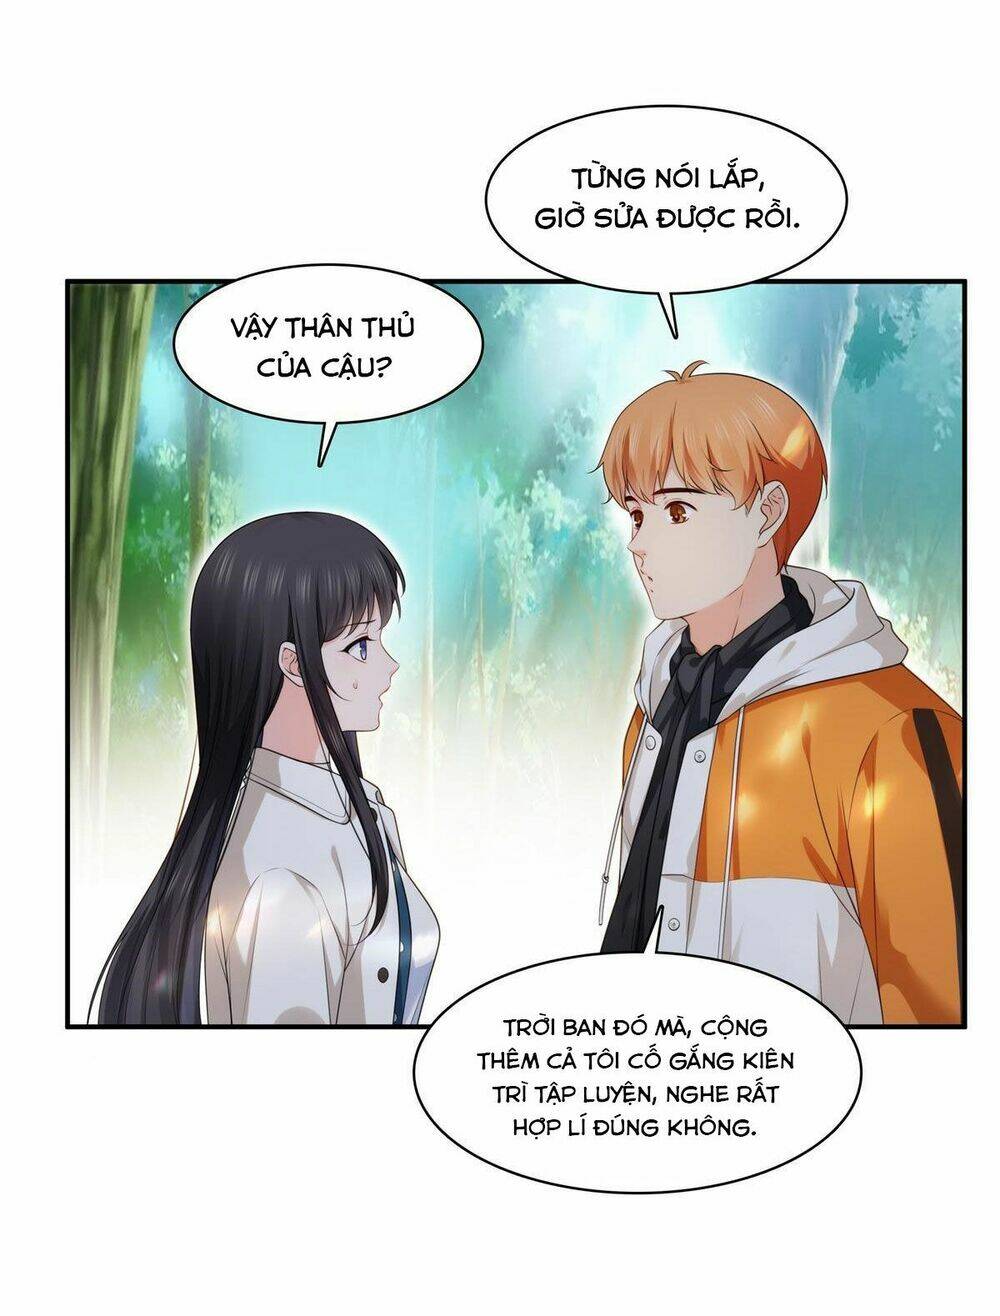 TỪNG NÓI LẮP,
GIỜ SỬA ĐƯỢC RỒI.
VẬY THÂN THỦ
CỦA CẬU?
TRỜI BAN ĐÓ MÀ, CỘNG
THÊM CẢ TÔI CỐ GẮNG KIÊN
TRÌ TẬP LUYỆN, NGHE RẤT
HỢP LÍ ĐÚNG KHÔNG.